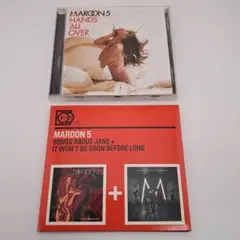 MAROON 5
HANDS
ALL
OVER
MAROON 5
SONGS ABOUT JANE +
IT WON'T BE SOON BEFORE LONG
+
M